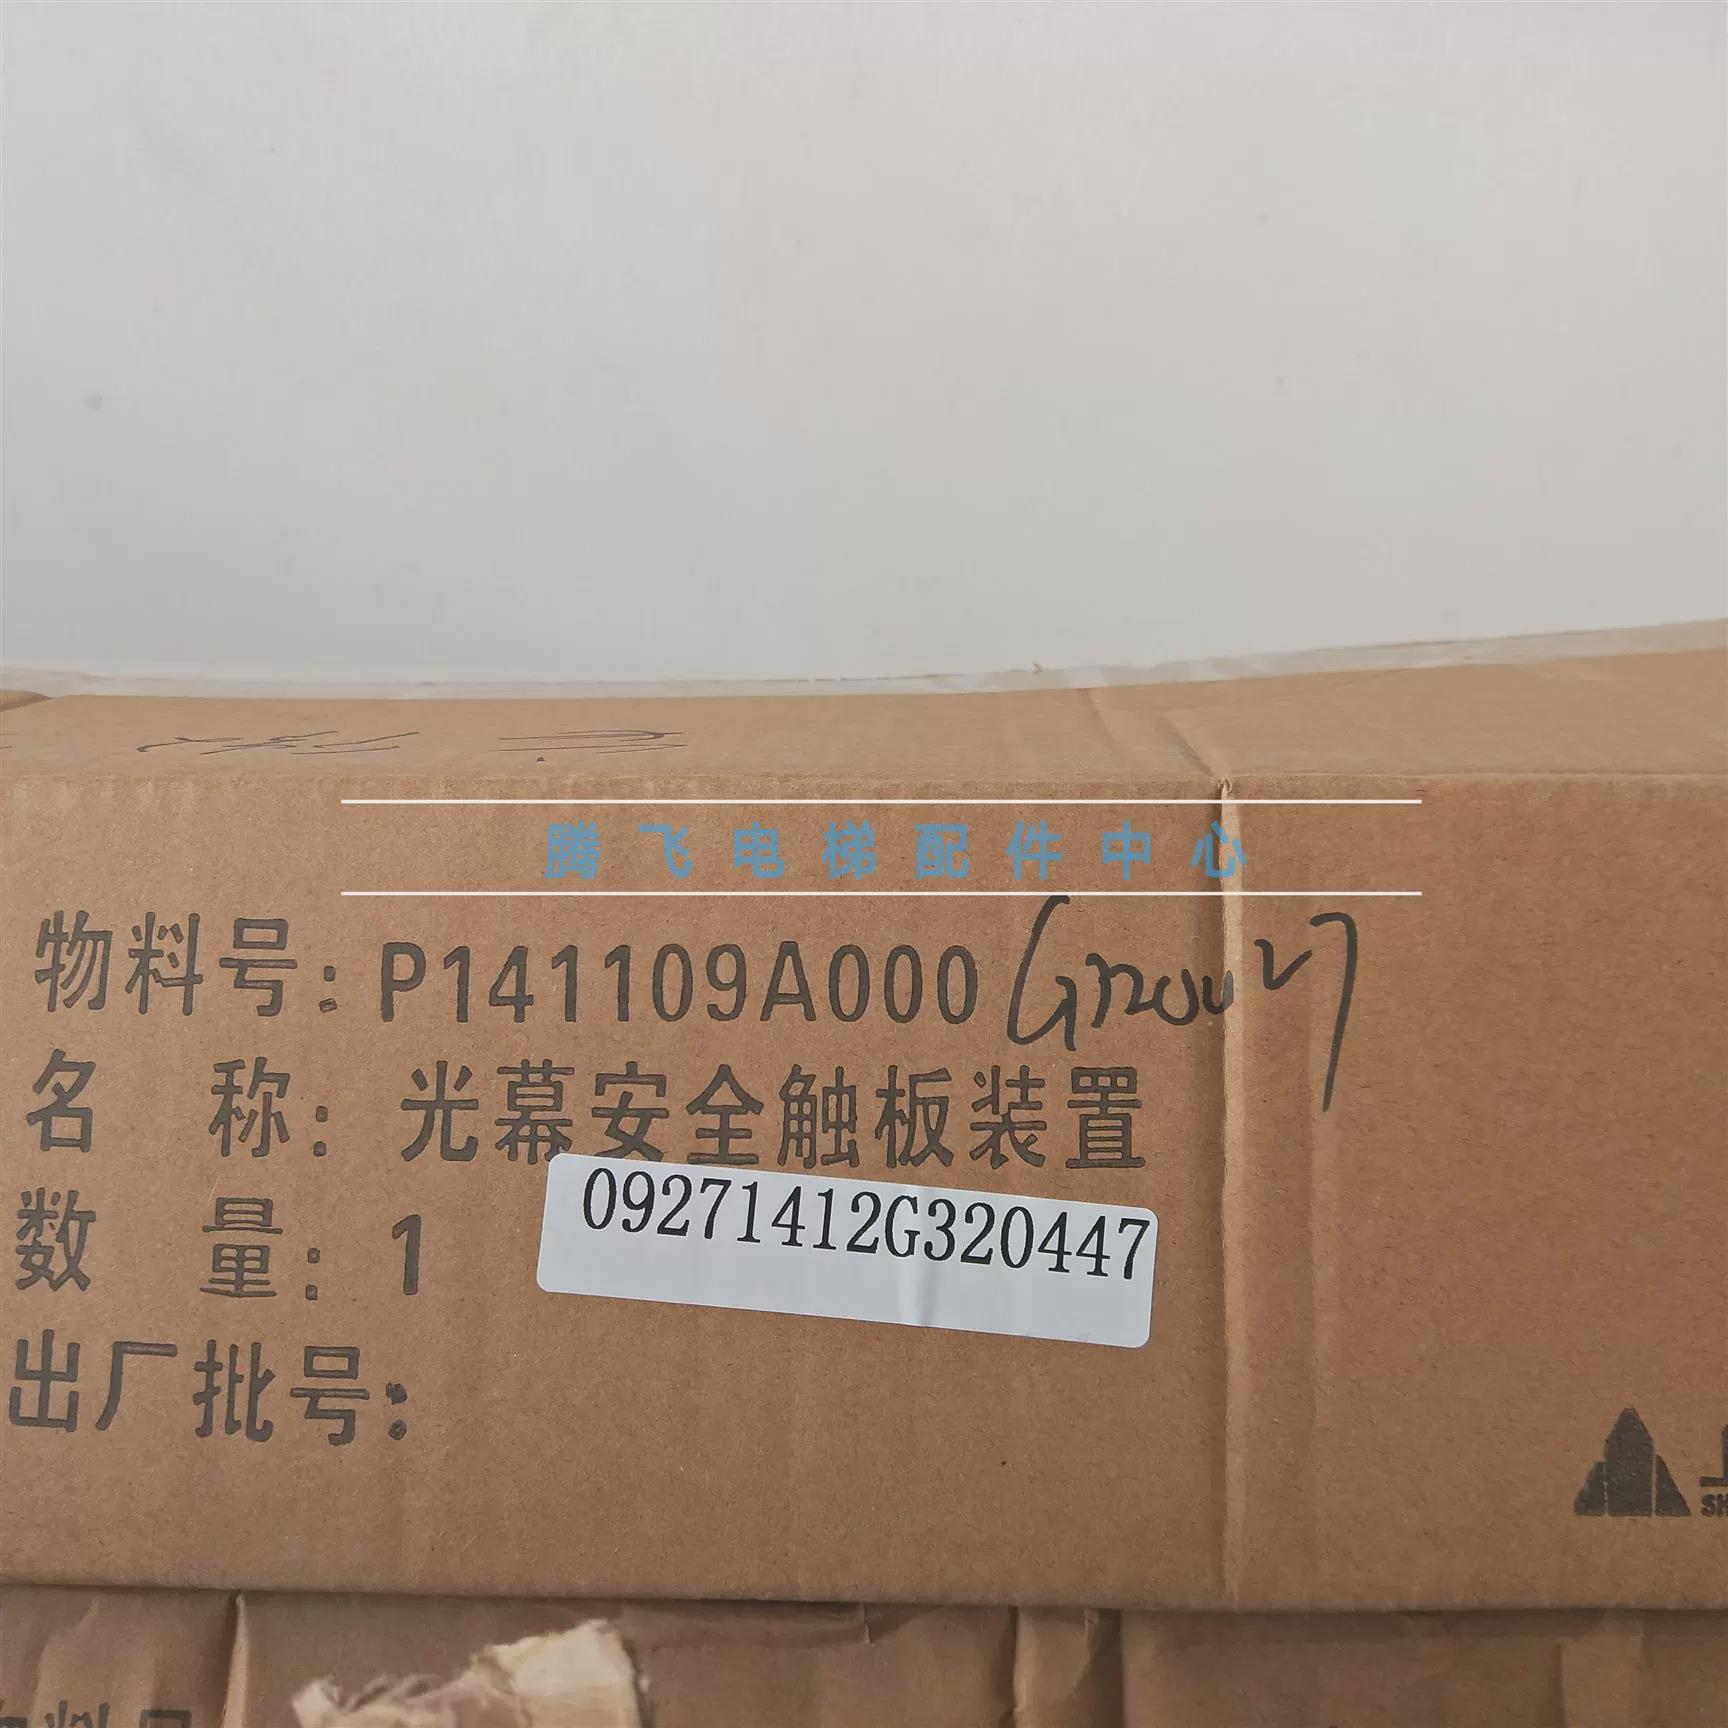 腾飞电梯配件中心
物料号:P141109A000
名 称:光幕安全触板装置
09271412G320447
数 量:1
出厂批号:
SH